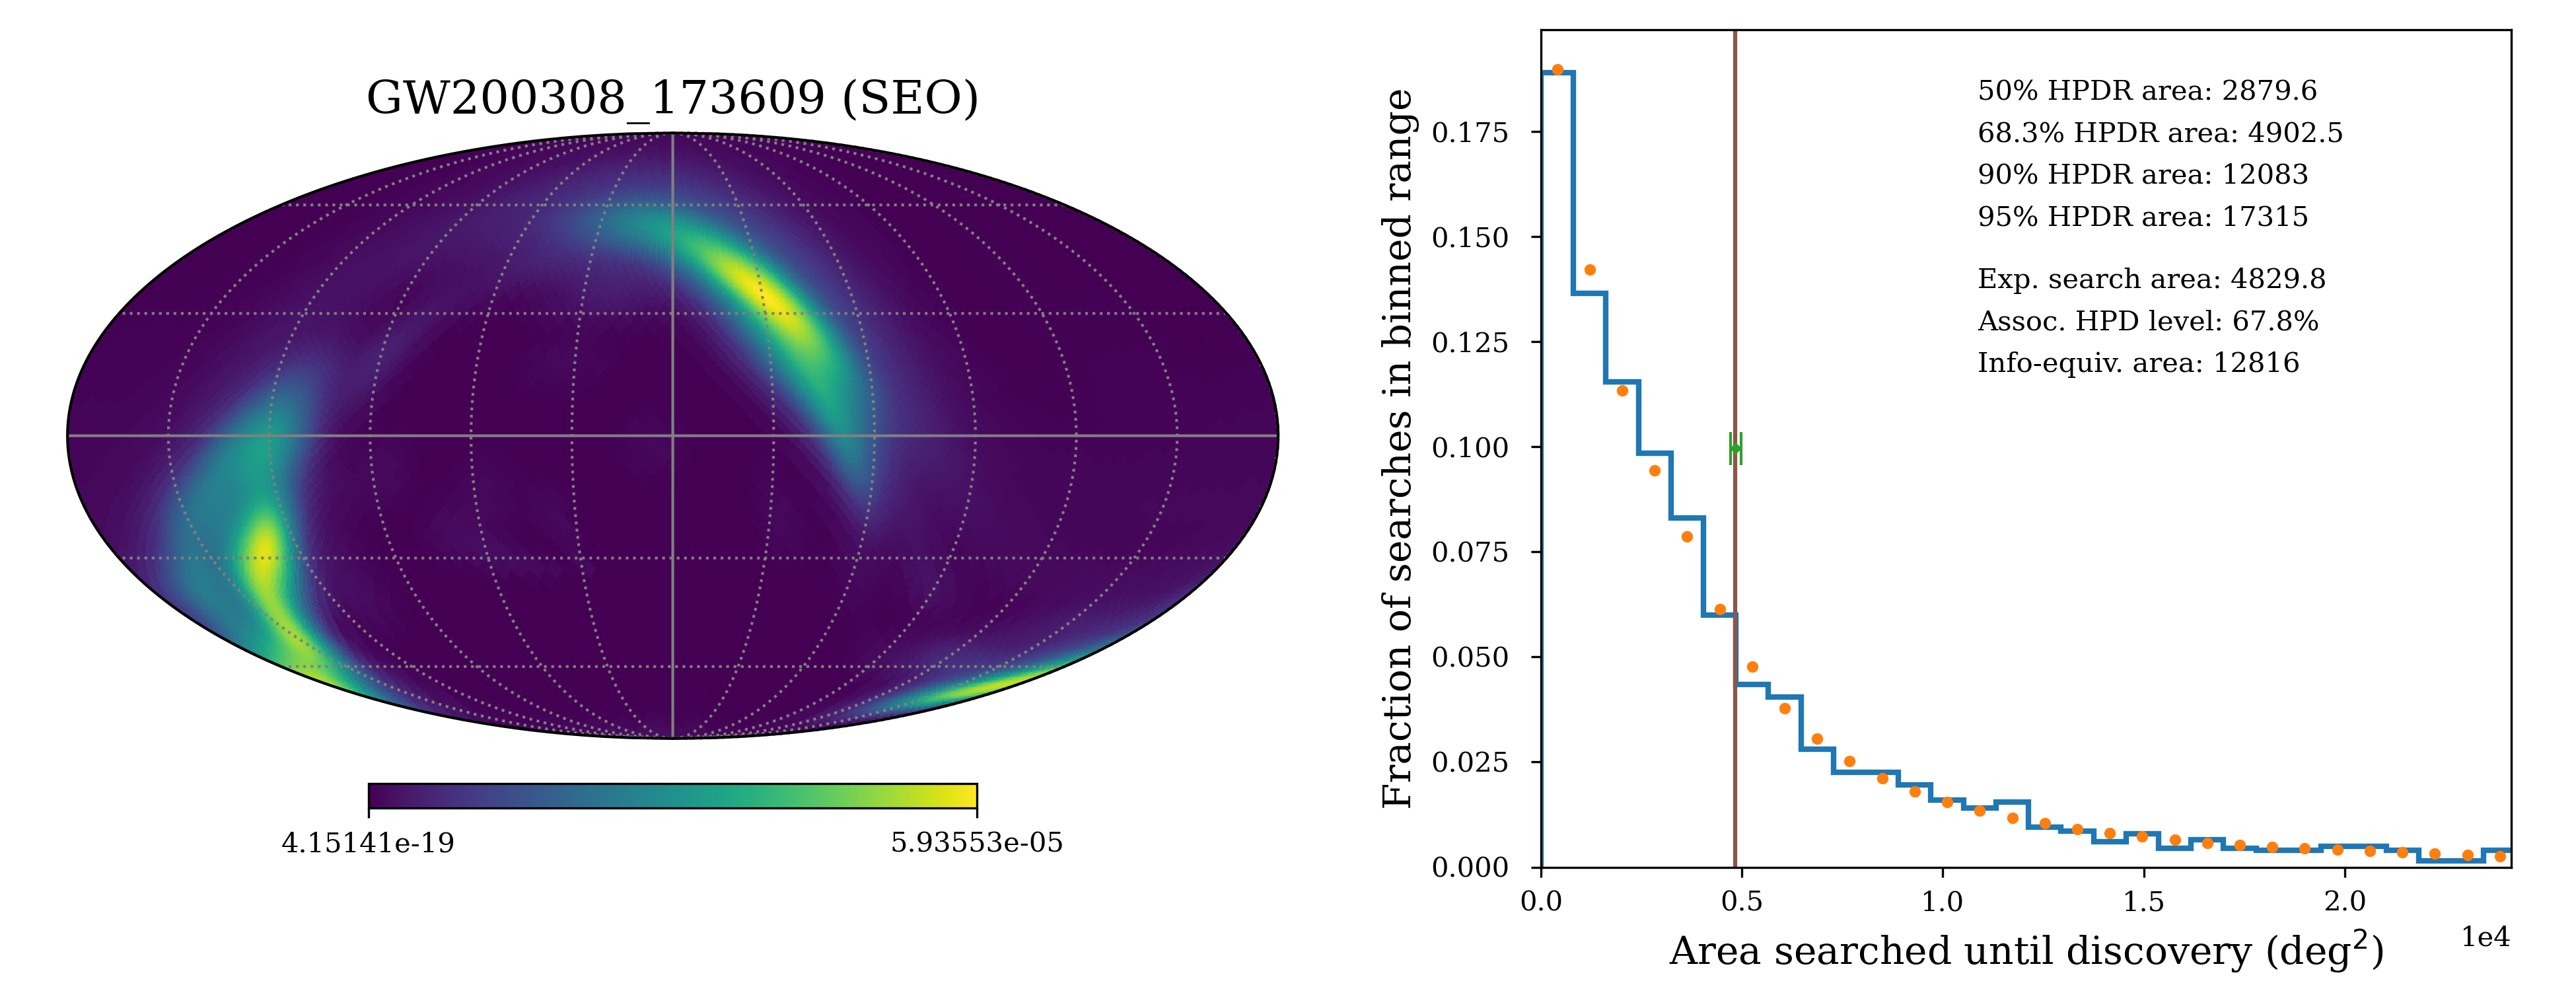 GW200308_173609 (SEO)
4.15141e-19
5.93553e-05
Fraction of searches in binned range
0.175
0.150
0.125
0.100
0.075
0.050
0.025
0.000
50% HPDR area: 2879.6
68.3% HPDR area: 4902.5
90% HPDR area: 12083
95% HPDR area: 17315
Exp. search area: 4829.8
Assoc. HPD level: 67.8%
Info-equiv. area: 12816
0.0 0.5 1.0 1.5 2.0
1e4
Area searched until discovery (deg²)